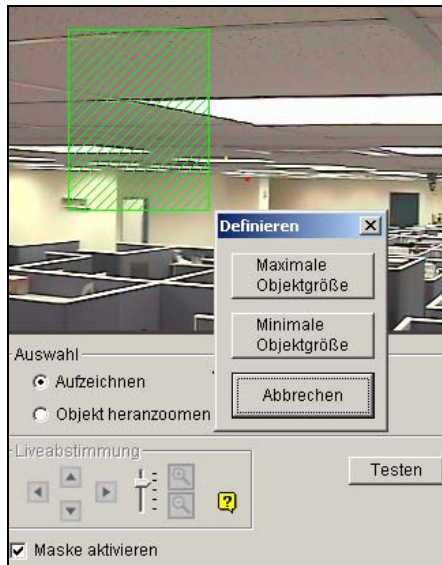 Definieren
Maximale
Objektgröße
Minimale
Objektgröße
Abbrechen
Auswahl
Aufzeichnen
Objekt heranzoomen
Liveabstimmung
?
Testen
Maske aktivieren